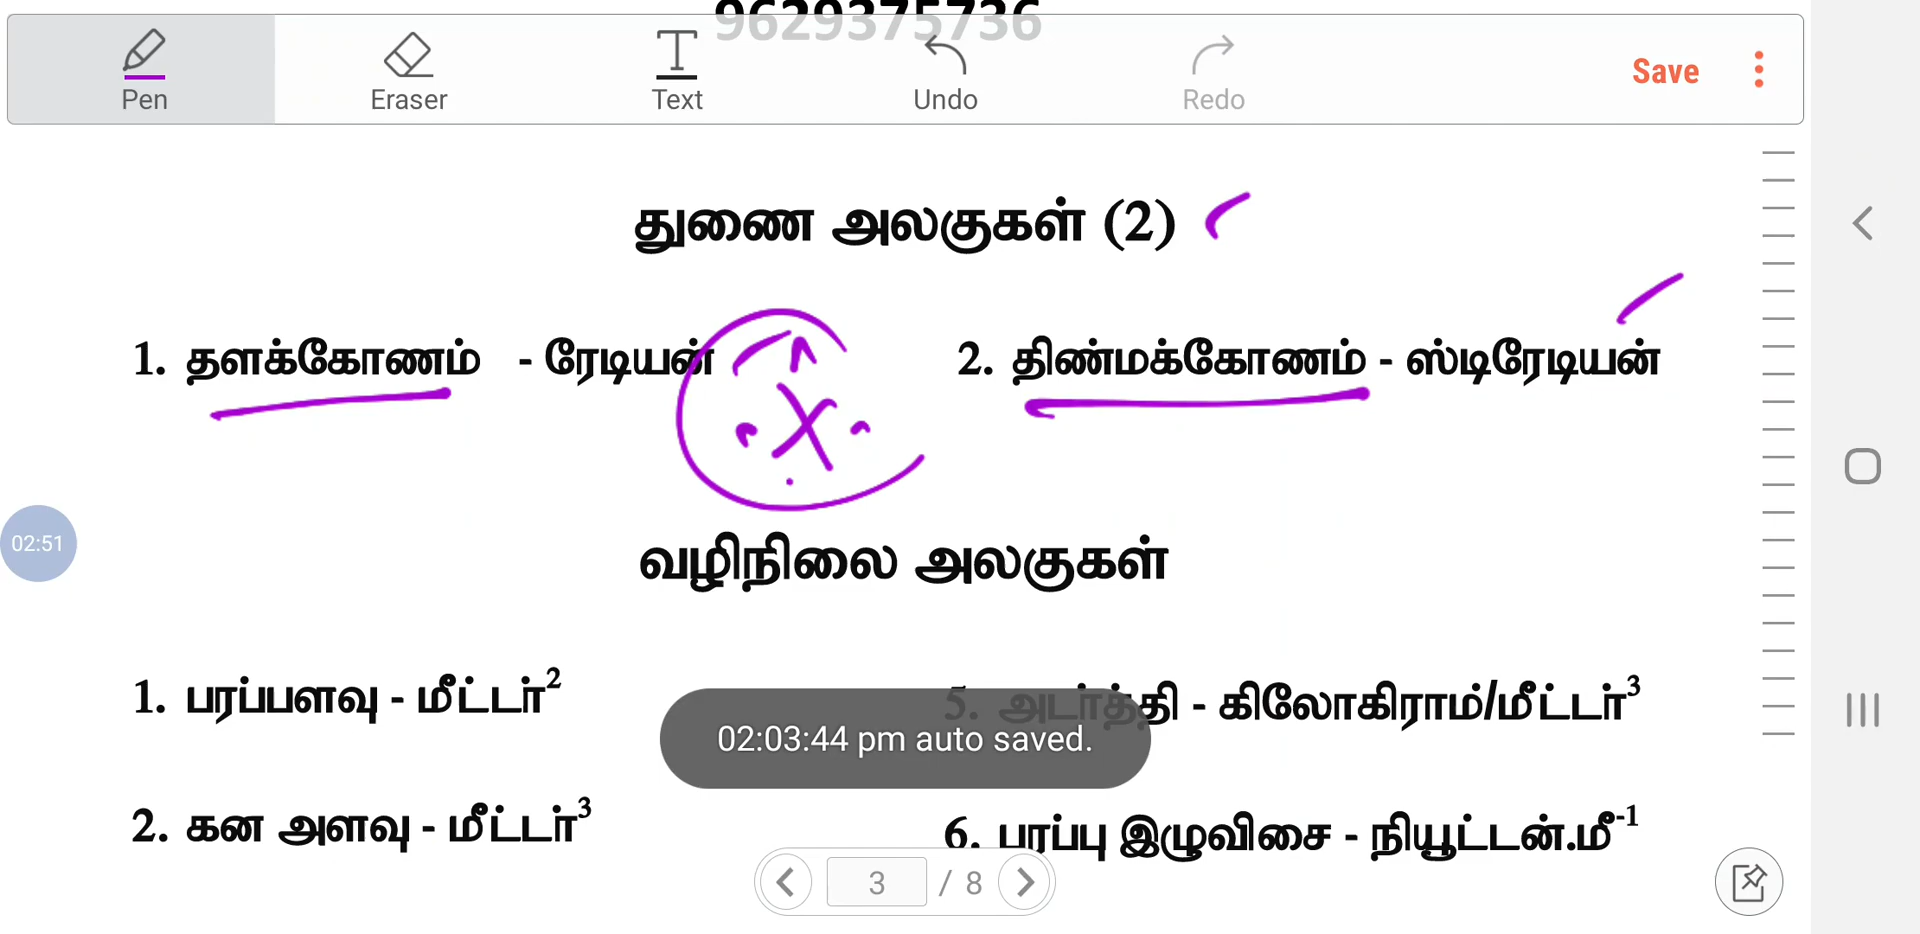 9629375736
Pen Eraser Text Undo Redo Save
துணை அலகுகள் (2)
1. தளக்கோணம் - ரேடியன் 2. திண்மக்கோணம் - ஸ்டிரேடியன்
X
02:51
வழிநிலை அலகுகள்
1. பரப்பளவு - மீட்டர்² 5. அடர்த்தி - கிலோகிராம்/மீட்டர்³
02:03:44 pm auto saved.
2. கன அளவு - மீட்டர்³ 6. பரப்பு இழுவிசை - நியூட்டன்.மீ⁻¹
3 / 8